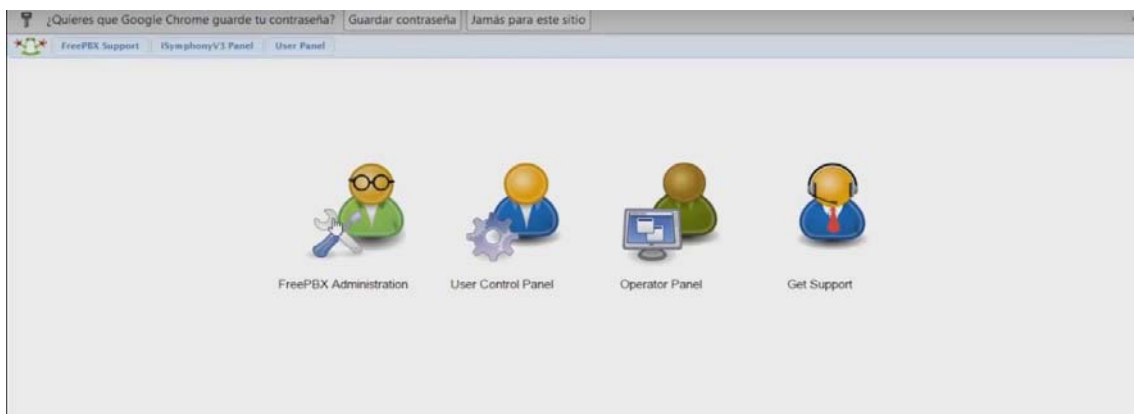 ¿Quieres que Google Chrome guarde tu contraseña? Guardar contraseña Jamás para este sitio
FreePBX Support iSymphonyV3 Panel User Panel
FreePBX Administration User Control Panel Operator Panel Get Support